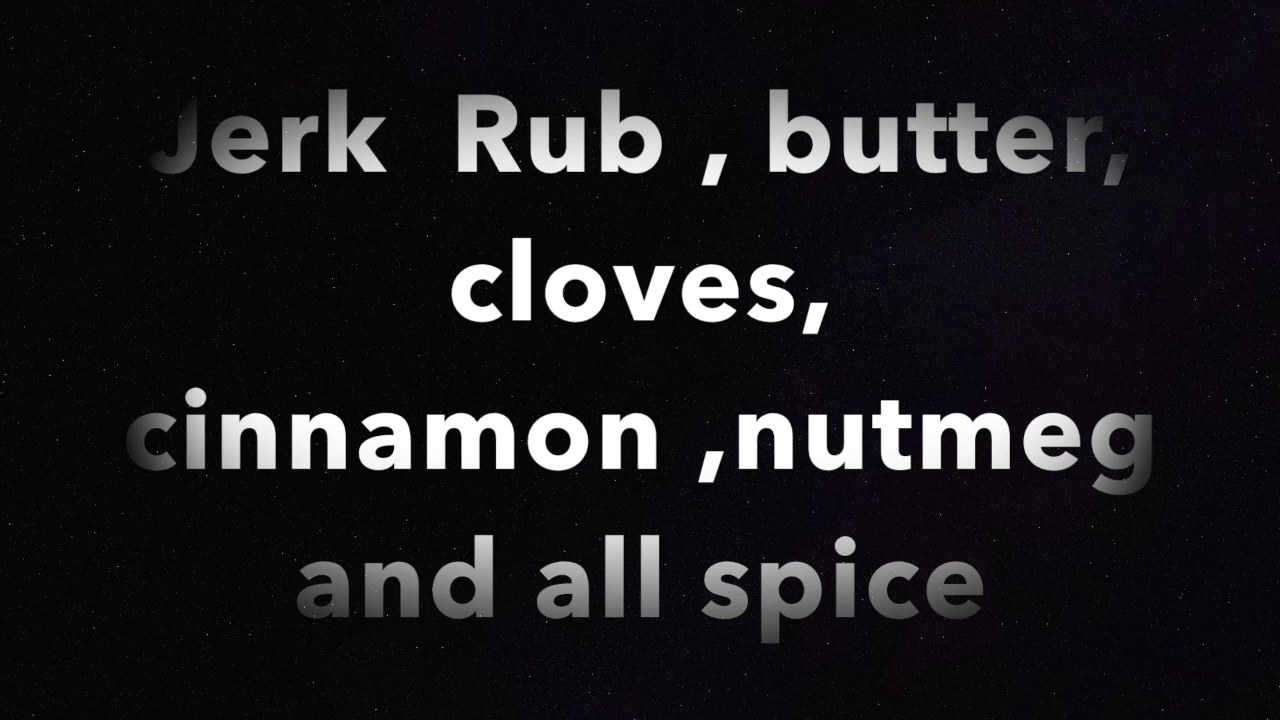 Jerk Rub , butter,
cloves,
cinnamon ,nutmeg
and all spice